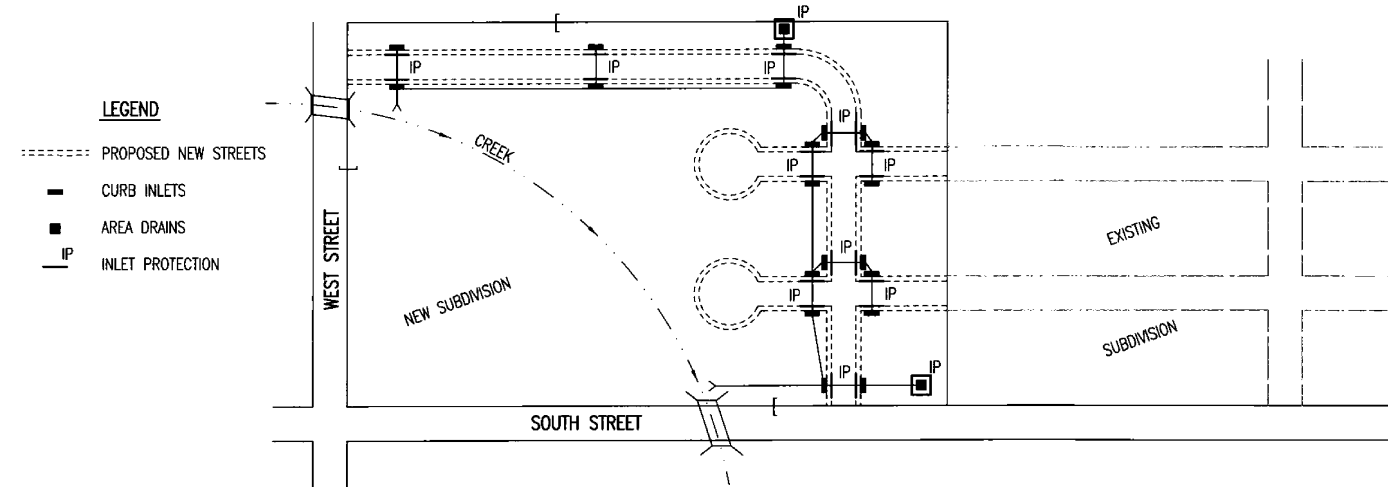 IP
IP
IP
IP
LEGEND
PROPOSED NEW STREETS
CURB INLETS
AREA DRAINS
IP
INLET PROTECTION
WEST STREET
CREEK
NEW SUBDIVISION
IP
IP
IP
IP
IP
IP
IP
IP
EXISTING
SUBDIVISION
SOUTH STREET